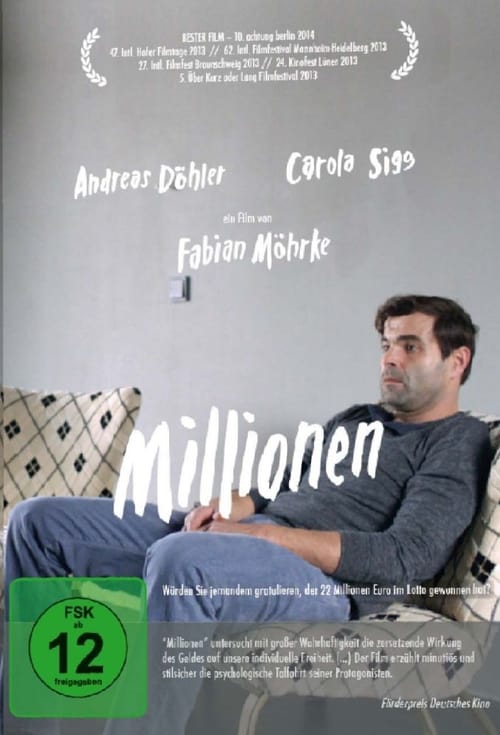 BESTER FILM – 10. achtung berlin 2014
47. Intl. Hofer Filmtage 2013 // 62. Intl. Filmfestival Mannheim-Heidelberg 2013
27. Intl. Filmfest Braunschweig 2013 // 24. Kinofest Lünen 2013
5. Über Kurz oder Lang Filmfestival 2013
Andreas Döhler Carola Sigg
ein Film von
Fabian Möhrke
Millionen
Würden Sie jemandem gratulieren, der 22 Millionen Euro im Lotto gewonnen hat?
FSK
ab
12
freigegeben
"Millionen" untersucht mit großer Wahrhaftigkeit die zersetzende Wirkung
des Geldes auf unsere individuelle Freiheit. (...) Der Film erzählt minutiös und
stilsicher die psychologische Talfahrt seiner Protagonisten.
Förderpreis Deutsches Kino